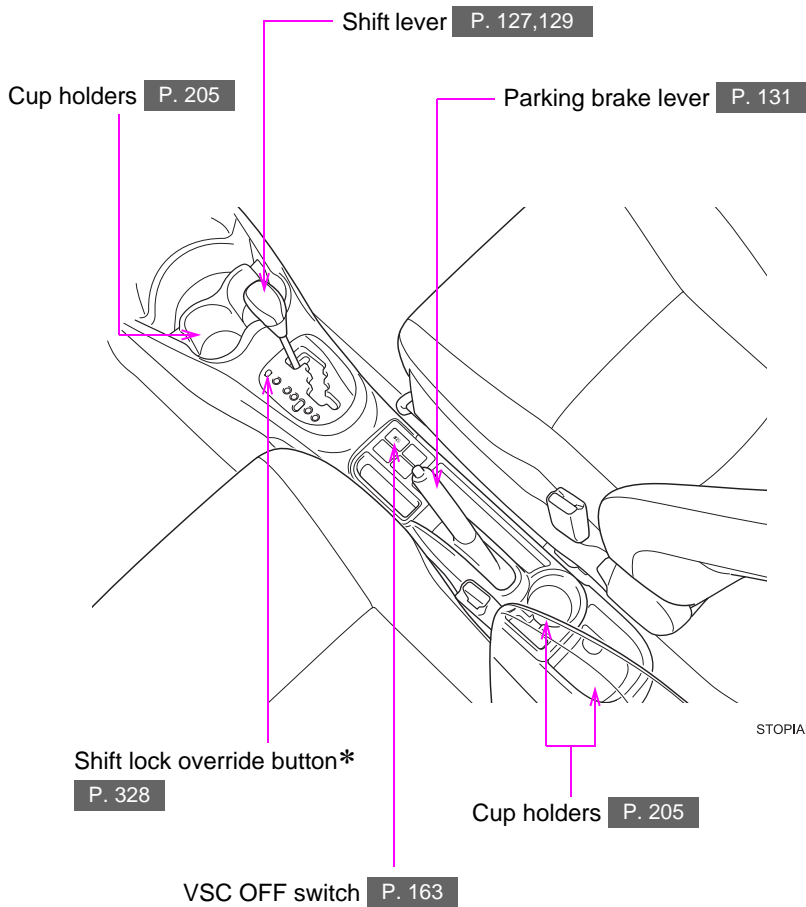 Shift lever P. 127,129
Cup holders P. 205
Parking brake lever P. 131
STOPIA
Shift lock override button*
P. 328
Cup holders P. 205
VSC OFF switch P. 163